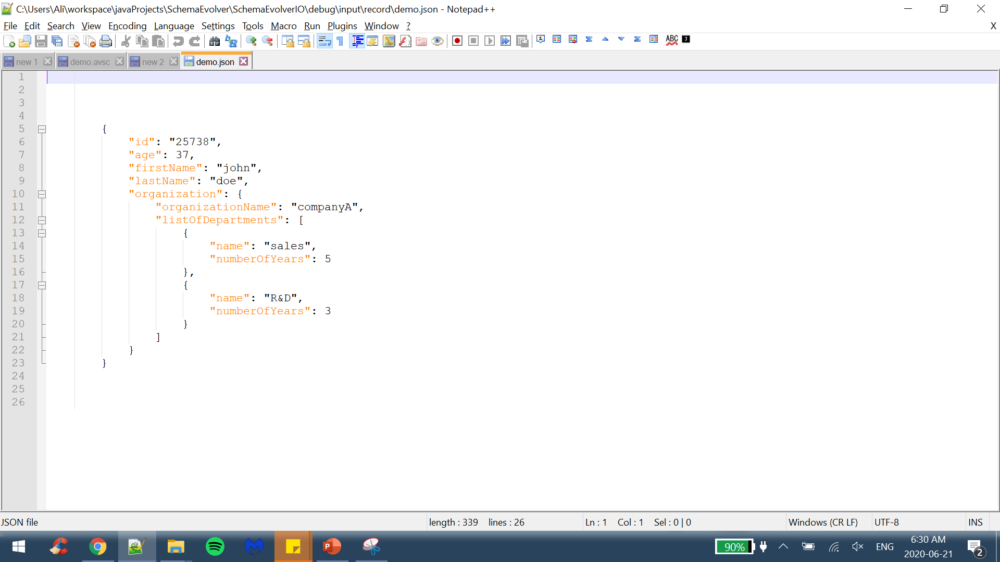 C:\Users\Ali\workspace\javaProjects\SchemaEvolver\SchemaEvolverIO\debug\input\record\demo.json - Notepad++
File Edit Search View Encoding Language Settings Tools Macro Run Plugins Window ? X
ABC J
new 1 demo.avsc new 2 demo.json
1
2
3
4
5 {
6 "id": "25738",
7 "age": 37,
8 "firstName": "john",
9 "lastName": "doe",
10 "organization": {
11 "organizationName": "companyA",
12 "listOfDepartments": [
13 {
14 "name": "sales",
15 "numberOfYears": 5
16 },
17 {
18 "name": "R&D",
19 "numberOfYears": 3
20 }
21 ]
22 }
23 }
24
25
26
JSON file length : 339 lines : 26 Ln : 1 Col : 1 Sel : 0 | 0 Windows (CR LF) UTF-8 INS
P 90% ENG 6:30 AM
2020-06-21 2